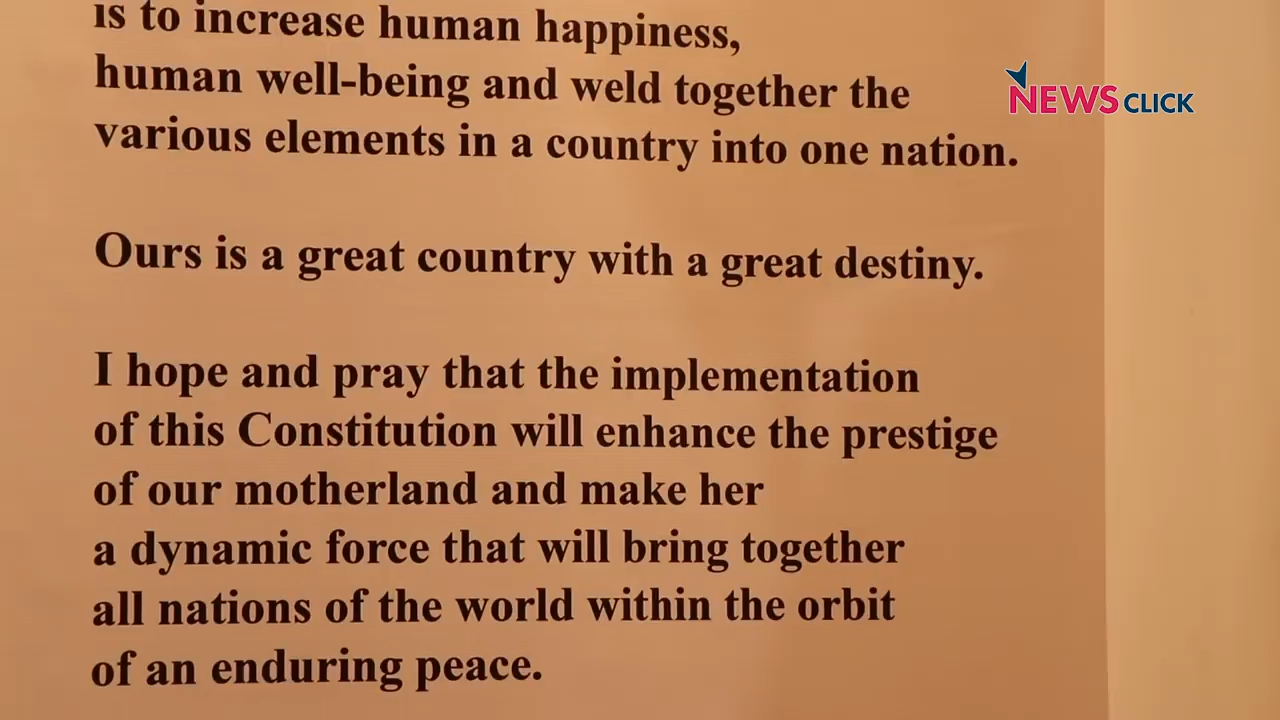 is to increase human happiness,
human well-being and weld together the
various elements in a country into one nation.
Ours is a great country with a great destiny.
I hope and pray that the implementation
of this Constitution will enhance the prestige
of our motherland and make her
a dynamic force that will bring together
all nations of the world within the orbit
of an enduring peace.
NEWSCLICK